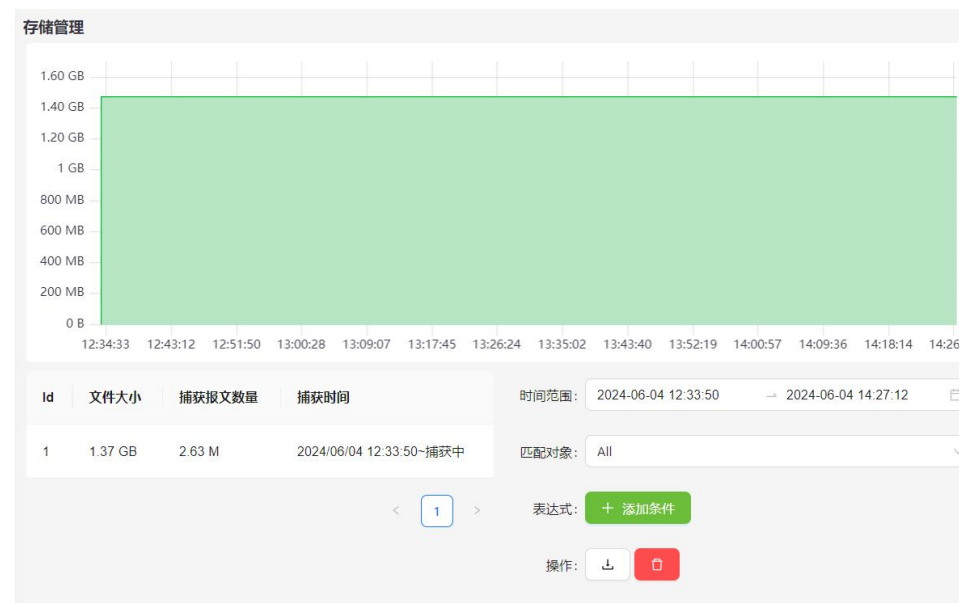 存储管理
1.60 GB
1.40 GB
1.20 GB
1 GB
800 MB
600 MB
400 MB
200 MB
0 B
12:34:33 12:43:12 12:51:50 13:00:28 13:09:07 13:17:45 13:26:24 13:35:02 13:43:40 13:52:19 14:00:57 14:09:36 14:18:14 14:26
Id 文件大小 捕获报文数量 捕获时间
1 1.37 GB 2.63 M 2024/06/04 12:33:50~捕获中
< 1 >
时间范围: 2024-06-04 12:33:50 → 2024-06-04 14:27:12
匹配对象: All
表达式: + 添加条件
操作: